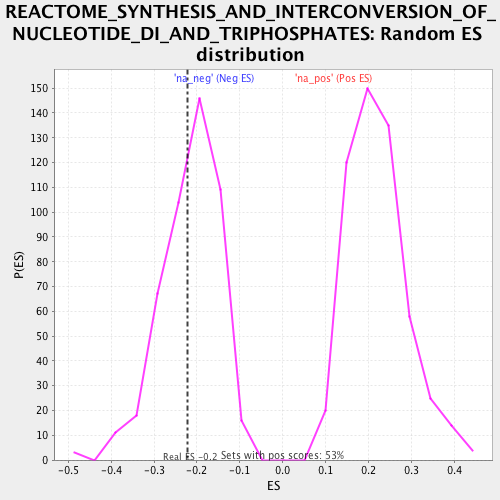 REACTOME_SYNTHESIS_AND_INTERCONVERSION_OF_
NUCLEOTIDE_DI_AND_TRIPHOSPHATES: Random ES
distribution
'na_neg' (Neg ES) 'na_pos' (Pos ES)
150
140
130
120
110
100
90
80
70
60
50
40
30
20
10
0
P(ES)
Real ES -0.2 Sets with pos scores: 53%
-0.5 -0.4 -0.3 -0.2 -0.1 0.0 0.1 0.2 0.3 0.4
ES